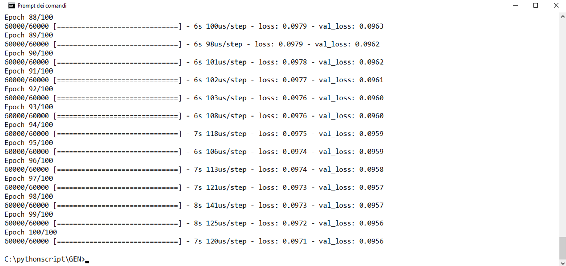 Prompt dei comandi
Epoch 88/100
60000/60000 [==============================] - 6s 100us/step - loss: 0.0979 - val_loss: 0.0963
Epoch 89/100
60000/60000 [==============================] - 6s 98us/step - loss: 0.0979 - val_loss: 0.0962
Epoch 90/100
60000/60000 [==============================] - 6s 101us/step - loss: 0.0978 - val_loss: 0.0962
Epoch 91/100
60000/60000 [==============================] - 6s 102us/step - loss: 0.0977 - val_loss: 0.0961
Epoch 92/100
60000/60000 [==============================] - 6s 103us/step - loss: 0.0976 - val_loss: 0.0960
Epoch 93/100
60000/60000 [==============================] - 6s 108us/step - loss: 0.0976 - val_loss: 0.0960
Epoch 94/100
60000/60000 [==============================] - 7s 118us/step - loss: 0.0975 - val_loss: 0.0959
Epoch 95/100
60000/60000 [==============================] - 6s 106us/step - loss: 0.0974 - val_loss: 0.0959
Epoch 96/100
60000/60000 [==============================] - 7s 113us/step - loss: 0.0974 - val_loss: 0.0958
Epoch 97/100
60000/60000 [==============================] - 7s 121us/step - loss: 0.0973 - val_loss: 0.0957
Epoch 98/100
60000/60000 [==============================] - 8s 141us/step - loss: 0.0973 - val_loss: 0.0957
Epoch 99/100
60000/60000 [==============================] - 8s 125us/step - loss: 0.0972 - val_loss: 0.0956
Epoch 100/100
60000/60000 [==============================] - 7s 120us/step - loss: 0.0971 - val_loss: 0.0956
C:\pythonscript\GEN>